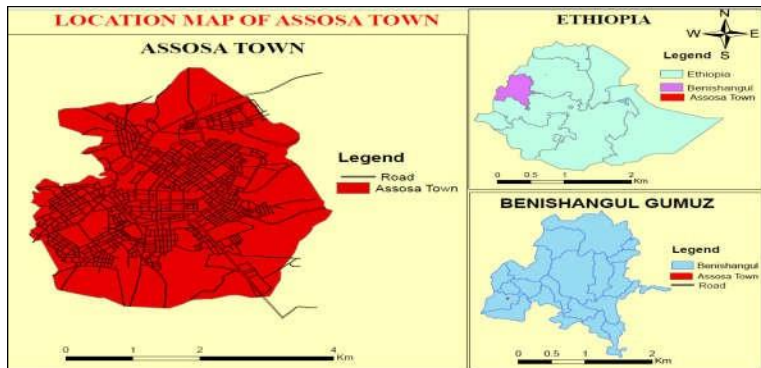 LOCATION MAP OF ASSOSA TOWN
ASSOSA TOWN
Legend
Road
Assosa Town
0 1 2 4
Km
ETHIOPIA
N
W E
S
Legend
Ethiopia
Benishangul
Assosa Town
0 0.5 1 2
Km
BENISHANGUL GUMUZ
Legend
Benishangul
Assosa Town
Road
0 0.5 1 2
Km